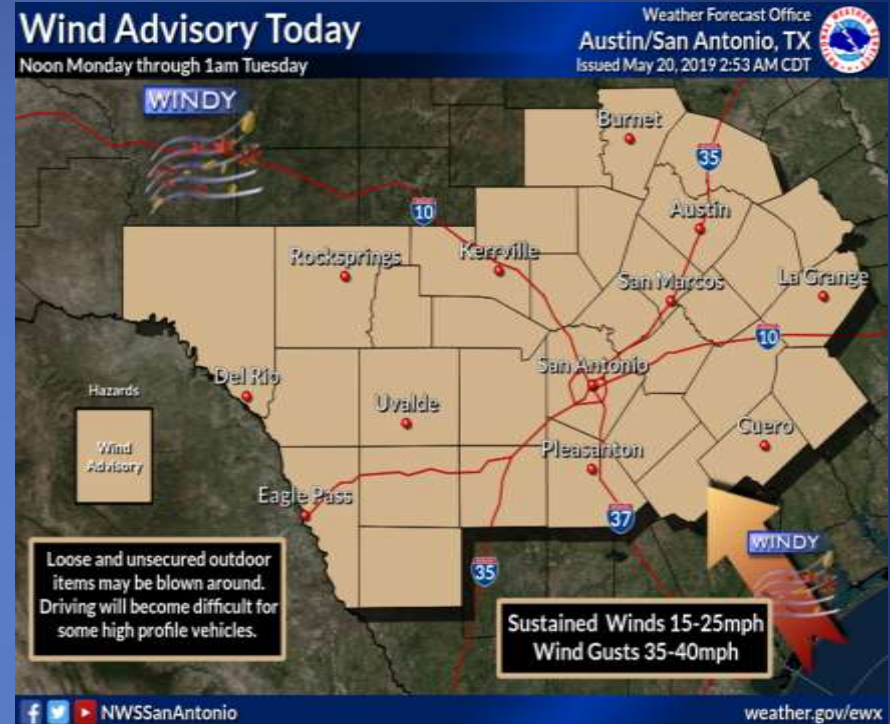 Wind Advisory Today
Noon Monday through 1am Tuesday
Weather Forecast Office
Austin/San Antonio, TX
Issued May 20, 2019 2:53 AM CDT
WINDY
Burnet
35
Austin
10
Rocksprings
Kerrville
San Marcos
La Grange
10
San Antonio
Del Rio
Uvalde
Hazards
Wind
Advisory
Cuero
Pleasanton
Eagle Pass
37
WINDY
35
Loose and unsecured outdoor
items may be blown around.
Driving will become difficult for
some high profile vehicles.
Sustained Winds 15-25mph
Wind Gusts 35-40mph
NWSSanAntonio
weather.gov/ewx